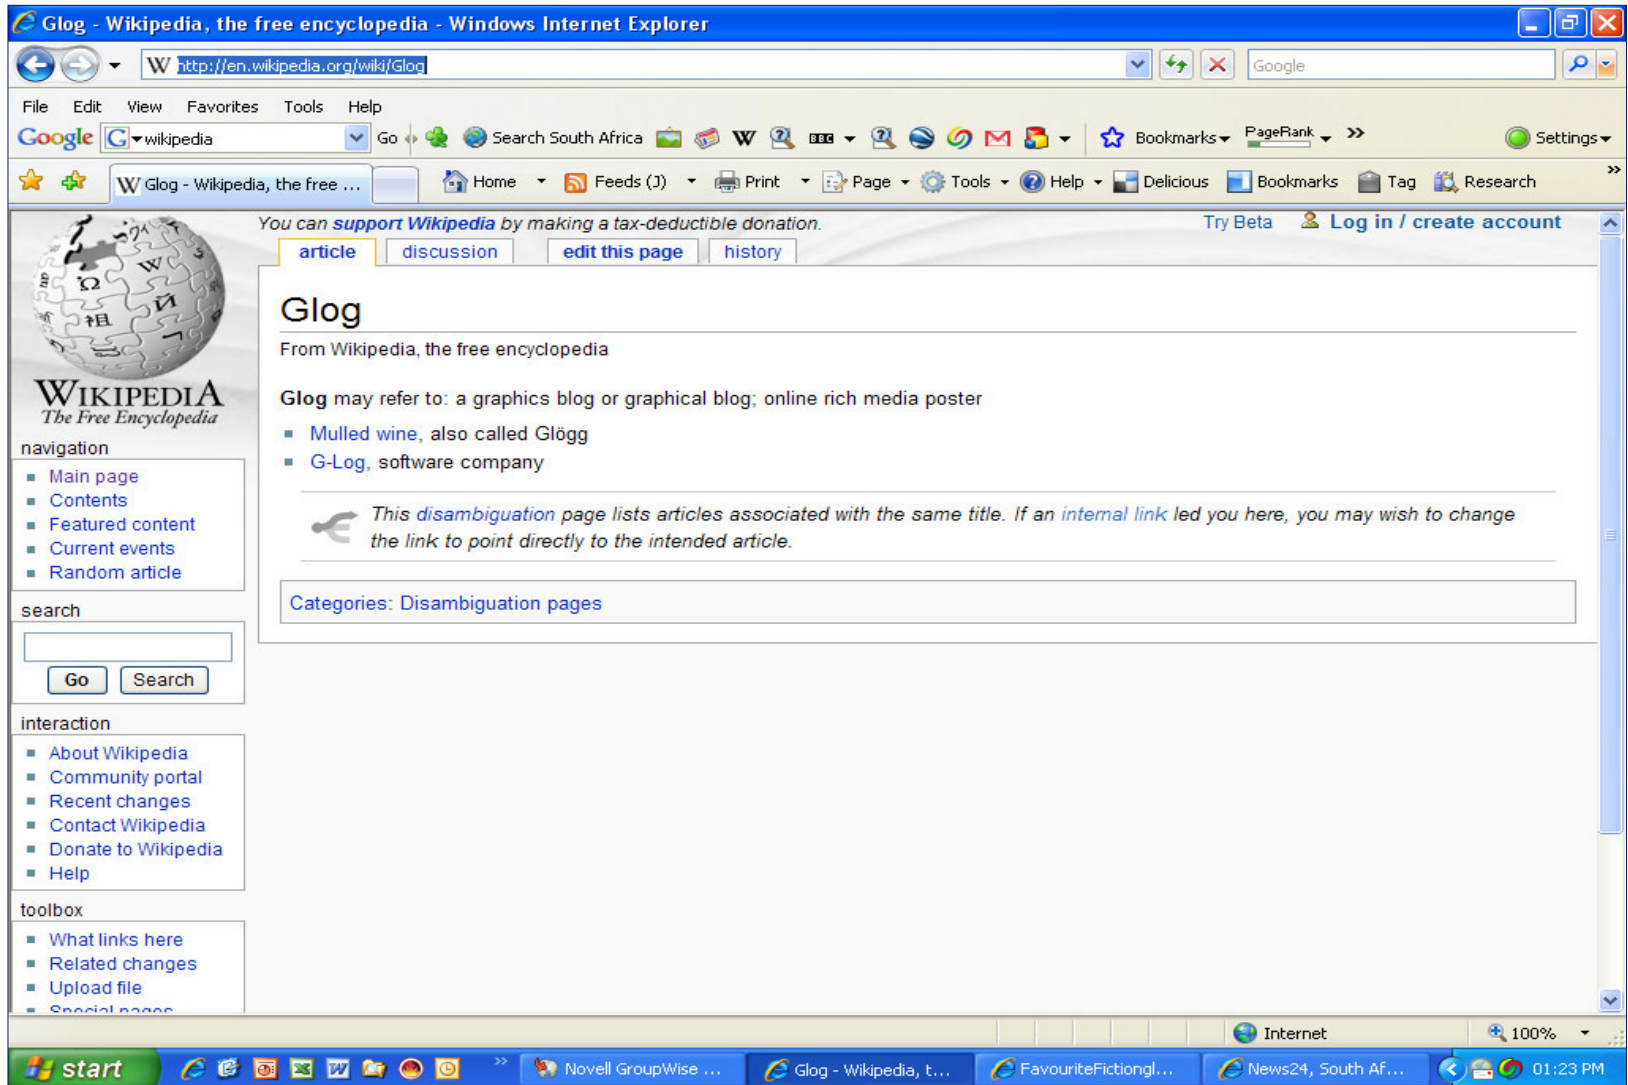 Glog - Wikipedia, the free encyclopedia - Windows Internet Explorer
W http://en.wikipedia.org/wiki/Glog
Google
File Edit View Favorites Tools Help
Google G wikipedia Go Search South Africa W BBC Bookmarks PageRank Settings
W Glog - Wikipedia, the free ... Home Feeds (J) Print Page Tools Help Delicious Bookmarks Tag Research
You can support Wikipedia by making a tax-deductible donation.
Try Beta Log in / create account
article discussion edit this page history
Glog
From Wikipedia, the free encyclopedia
Glog may refer to: a graphics blog or graphical blog; online rich media poster
Mulled wine, also called Glögg
G-Log, software company
This disambiguation page lists articles associated with the same title. If an internal link led you here, you may wish to change
the link to point directly to the intended article.
Categories: Disambiguation pages
Ω W И 祖
WIKIPEDIA
The Free Encyclopedia
navigation
Main page
Contents
Featured content
Current events
Random article
search
Go Search
interaction
About Wikipedia
Community portal
Recent changes
Contact Wikipedia
Donate to Wikipedia
Help
toolbox
What links here
Related changes
Upload file
Special pages
Internet 100%
start Novell GroupWise ... Glog - Wikipedia, t... FavouriteFictiongl... News24, South Af... 01:23 PM